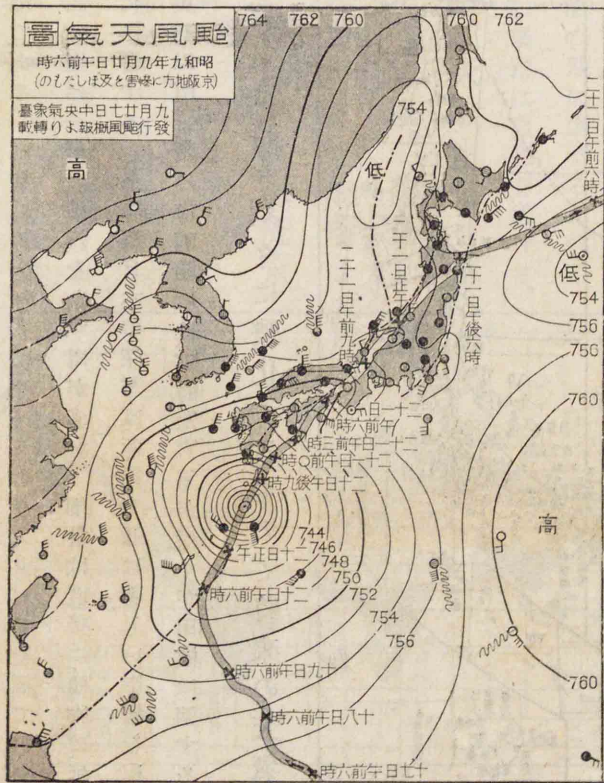 颱風天氣圖
昭和九年九月廿日午前六時
(京阪地方に慘害を及ぼしたもの)
九月廿七日中央氣象臺
發行颱風概報より轉載
764
762
760
760
762
754
高
低
二十二日午前六時
二十一日正午
二十一日午前九時
二十一日午後六時
低
754
756
756
760
二十一日
午前六時
二十一日午前三時
二十一日午前〇時
二十日午後九時
744
746
748
750
752
754
756
高
二十日正午
二十日午前六時
760
十九日午前六時
十八日午前六時
十七日午前六時